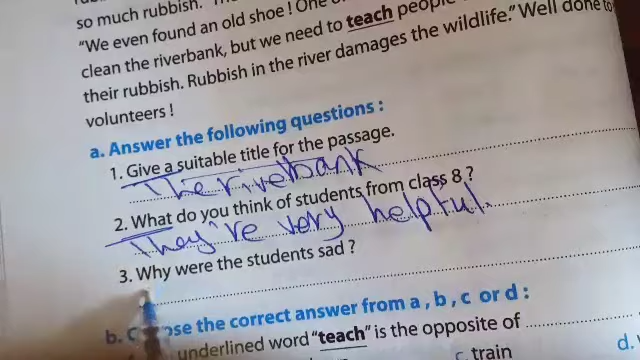 so much rubbish.
"We even found an old shoe! One
clean the riverbank, but we need to teach people
their rubbish. Rubbish in the river damages the wildlife." Well done to
volunteers!
a. Answer the following questions:
1. Give a suitable title for the passage.
The riverbank
2. What do you think of students from class 8?
They're very helpful.
3. Why were the students sad?
b. the correct answer from a, b, c or d:
underlined word "teach" is the opposite of
train
d.